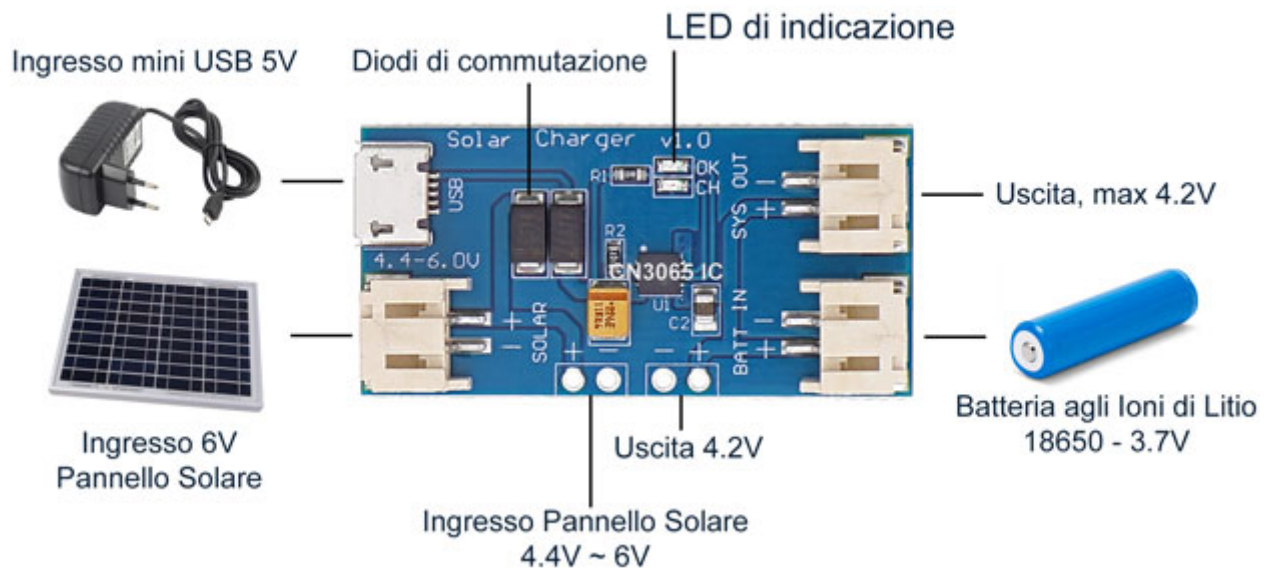 LED di indicazione
Ingresso mini USB 5V
Diodi di commutazione
Solar Charger v1.0
R1
OK
CH
USB
SYS OUT
- +
Uscita, max 4.2V
4.4-6.0V
R2
CN3065 IC
U1
C2
SOLAR
+ -
BATT IN
- +
+ - - +
Ingresso 6V
Pannello Solare
Uscita 4.2V
Batteria agli Ioni di Litio
18650 - 3.7V
Ingresso Pannello Solare
4.4V ~ 6V